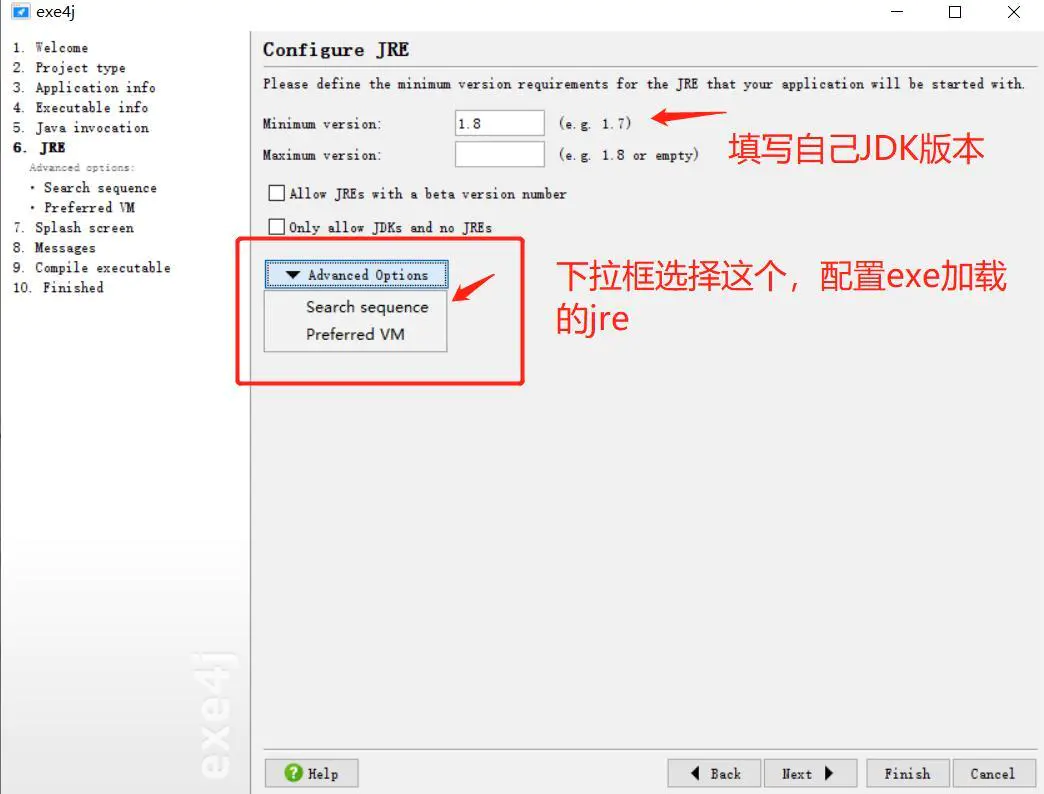 exe4j
1. Welcome
2. Project type
3. Application info
4. Executable info
5. Java invocation
6. JRE
Advanced options:
· Search sequence
· Preferred VM
7. Splash screen
8. Messages
9. Compile executable
10. Finished
exe4j
Configure JRE
Please define the minimum version requirements for the JRE that your application will be started with.
Minimum version: 1.8 (e.g. 1.7)
填写自己JDK版本
Maximum version: (e.g. 1.8 or empty)
Allow JREs with a beta version number
Only allow JDKs and no JREs
Advanced Options
Search sequence
Preferred VM
下拉框选择这个，配置exe加载
的jre
Help
Back
Next
Finish
Cancel